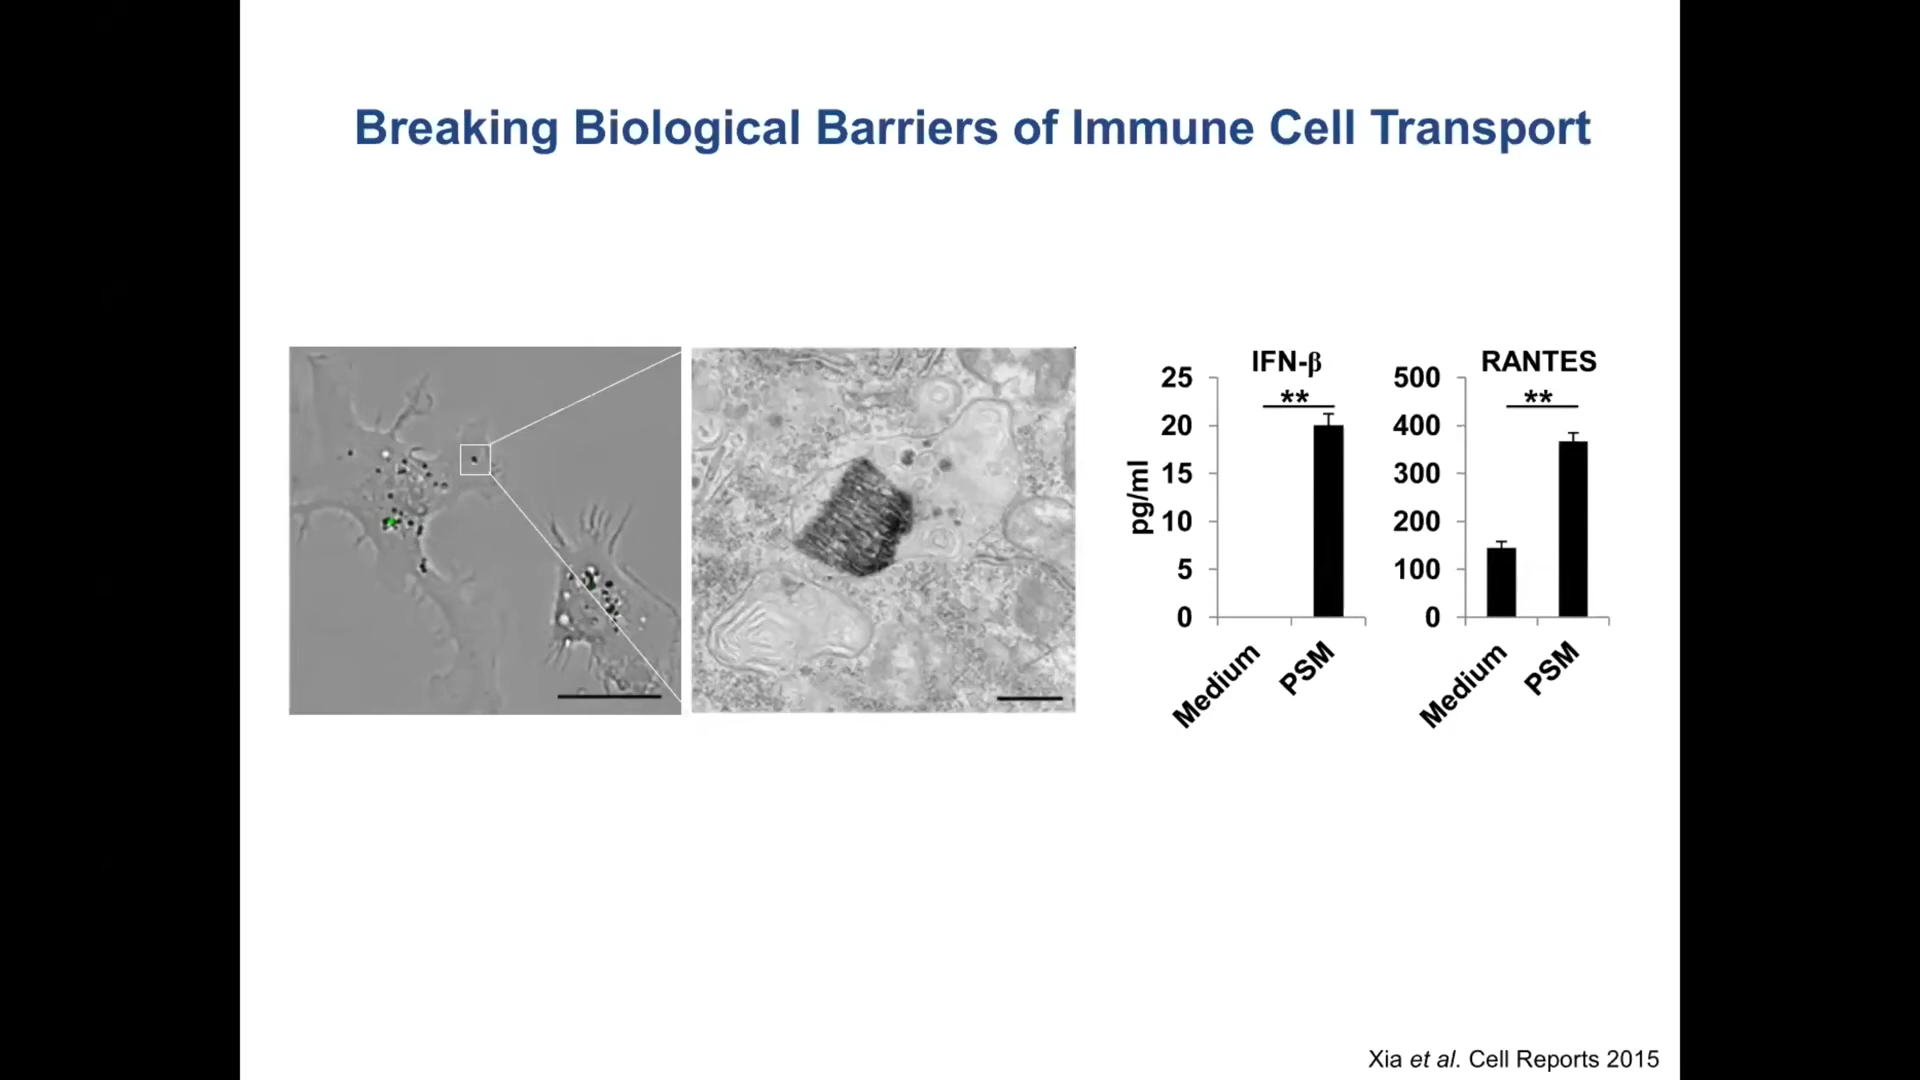 Breaking Biological Barriers of Immune Cell Transport
IFN-β
**
25
20
15
10
5
0
pg/ml
Medium
PSM
RANTES
**
500
400
300
200
100
0
Medium
PSM
Xia et al. Cell Reports 2015